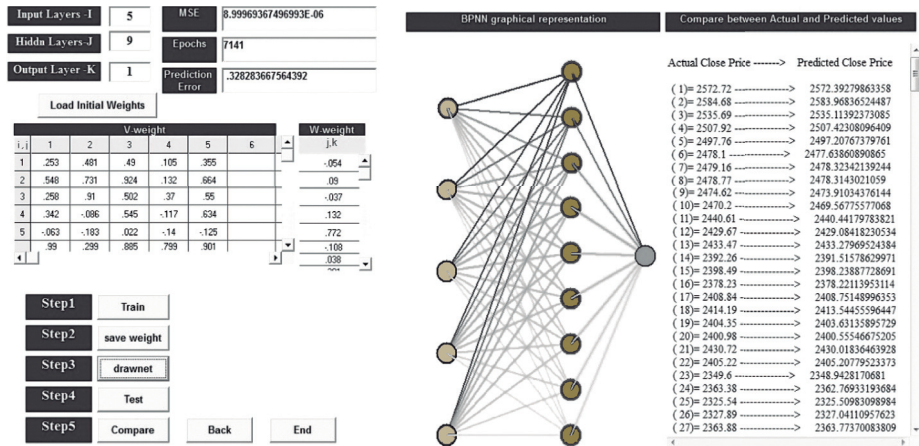 Input Layers -I 5
Hiddn Layers-J 9
Output Layer -K 1
MSE 8.99969367496993E-06
Epochs 7141
Prediction Error .328283667564392
Load Initial Weights
V-weight
i,j 1 2 3 4 5 6
1 .253 .481 .49 .105 .355
2 .548 .731 .924 .132 .664
3 .258 .91 .502 .37 .55
4 .342 -.086 .545 -.117 .634
5 -.063 -.183 .022 -.14 -.125
.99 .299 .885 .799 .901
W-weight
j,k
-.054
.09
-.037
.132
.772
-.108
.038
Step1 Train
Step2 save weight
Step3 drawnet
Step4 Test
Step5 Compare Back End
BPNN graphical representation
Compare between Actual and Predicted values
Actual Close Price -------> Predicted Close Price
( 1)= 2572.72 --------------> 2572.39279863358
( 2)= 2584.68 --------------> 2583.96836524487
( 3)= 2535.69 --------------> 2535.11392373085
( 4)= 2507.92 --------------> 2507.42308096409
( 5)= 2497.76 --------------> 2497.20767379761
( 6)= 2478.1 --------------> 2477.63860890865
( 7)= 2479.16 --------------> 2478.32342139244
( 8)= 2478.77 --------------> 2478.3143021059
( 9)= 2474.62 --------------> 2473.91034376144
( 10)= 2470.2 --------------> 2469.56775577068
( 11)= 2440.61 --------------> 2440.44179783821
( 12)= 2429.67 --------------> 2429.08418230534
( 13)= 2433.47 --------------> 2433.27969524384
( 14)= 2392.26 --------------> 2391.51578629971
( 15)= 2398.49 --------------> 2398.23887728691
( 16)= 2378.23 --------------> 2378.22113953114
( 17)= 2408.84 --------------> 2408.75148996353
( 18)= 2414.19 --------------> 2413.54455596447
( 19)= 2404.35 --------------> 2403.63135895729
( 20)= 2400.98 --------------> 2400.55546675205
( 21)= 2430.72 --------------> 2430.01836463928
( 22)= 2405.22 --------------> 2405.20779523373
( 23)= 2349.6 --------------> 2348.9428170681
( 24)= 2363.38 --------------> 2362.76933193684
( 25)= 2325.54 --------------> 2325.50983098984
( 26)= 2327.89 --------------> 2327.04110957623
( 27)= 2363.88 --------------> 2363.77370083809